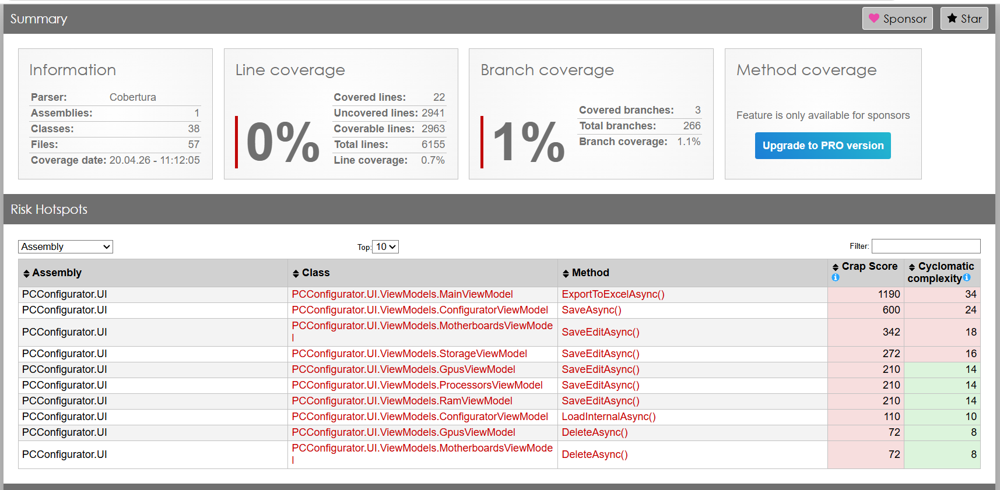 Summary
Sponsor
Star
Information
Parser: Cobertura
Assemblies: 1
Classes: 38
Files: 57
Coverage date: 20.04.26 - 11:12:05
Line coverage
0%
Covered lines: 22
Uncovered lines: 2941
Coverable lines: 2963
Total lines: 6155
Line coverage: 0.7%
Branch coverage
1%
Covered branches: 3
Total branches: 266
Branch coverage: 1.1%
Method coverage
Feature is only available for sponsors
Upgrade to PRO version
Risk Hotspots
Assembly
Top: 10
Filter:
Assembly Class Method Crap Score Cyclomatic complexity
PCConfigurator.UI PCConfigurator.UI.ViewModels.MainViewModel ExportToExcelAsync() 1190 34
PCConfigurator.UI PCConfigurator.UI.ViewModels.ConfiguratorViewModel SaveAsync() 600 24
PCConfigurator.UI PCConfigurator.UI.ViewModels.MotherboardsViewModel SaveEditAsync() 342 18
PCConfigurator.UI PCConfigurator.UI.ViewModels.StorageViewModel SaveEditAsync() 272 16
PCConfigurator.UI PCConfigurator.UI.ViewModels.GpusViewModel SaveEditAsync() 210 14
PCConfigurator.UI PCConfigurator.UI.ViewModels.ProcessorsViewModel SaveEditAsync() 210 14
PCConfigurator.UI PCConfigurator.UI.ViewModels.RamViewModel SaveEditAsync() 210 14
PCConfigurator.UI PCConfigurator.UI.ViewModels.ConfiguratorViewModel LoadInternalAsync() 110 10
PCConfigurator.UI PCConfigurator.UI.ViewModels.GpusViewModel DeleteAsync() 72 8
PCConfigurator.UI PCConfigurator.UI.ViewModels.MotherboardsViewModel DeleteAsync() 72 8